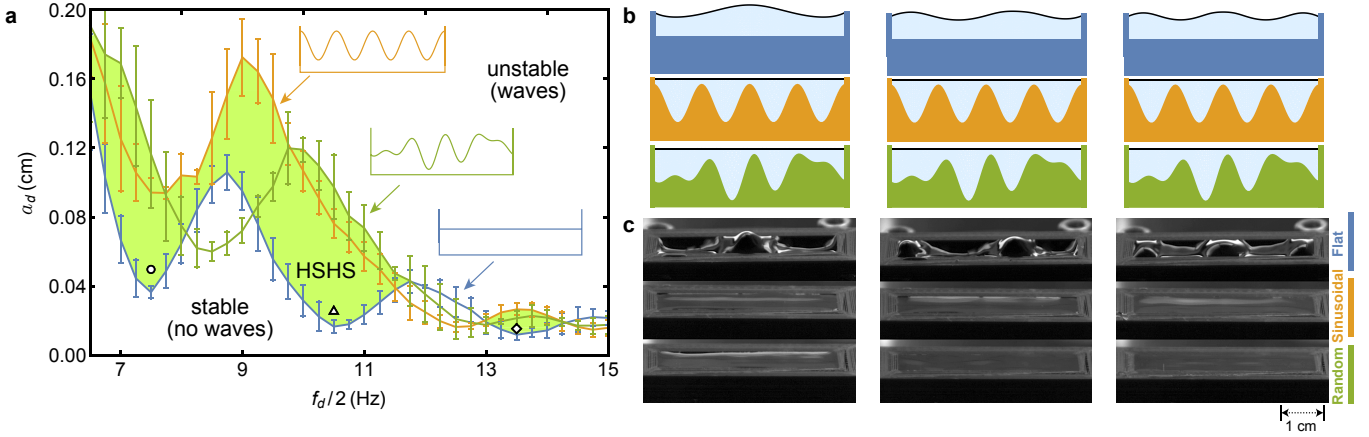 a
0.20
0.16
0.12
0.08
0.04
0.00
a_d (cm)
7
9
11
13
15
f_d/2 (Hz)
unstable
(waves)
HSHS
stable
(no waves)
b
c
Flat
Sinusoidal
Random
1 cm